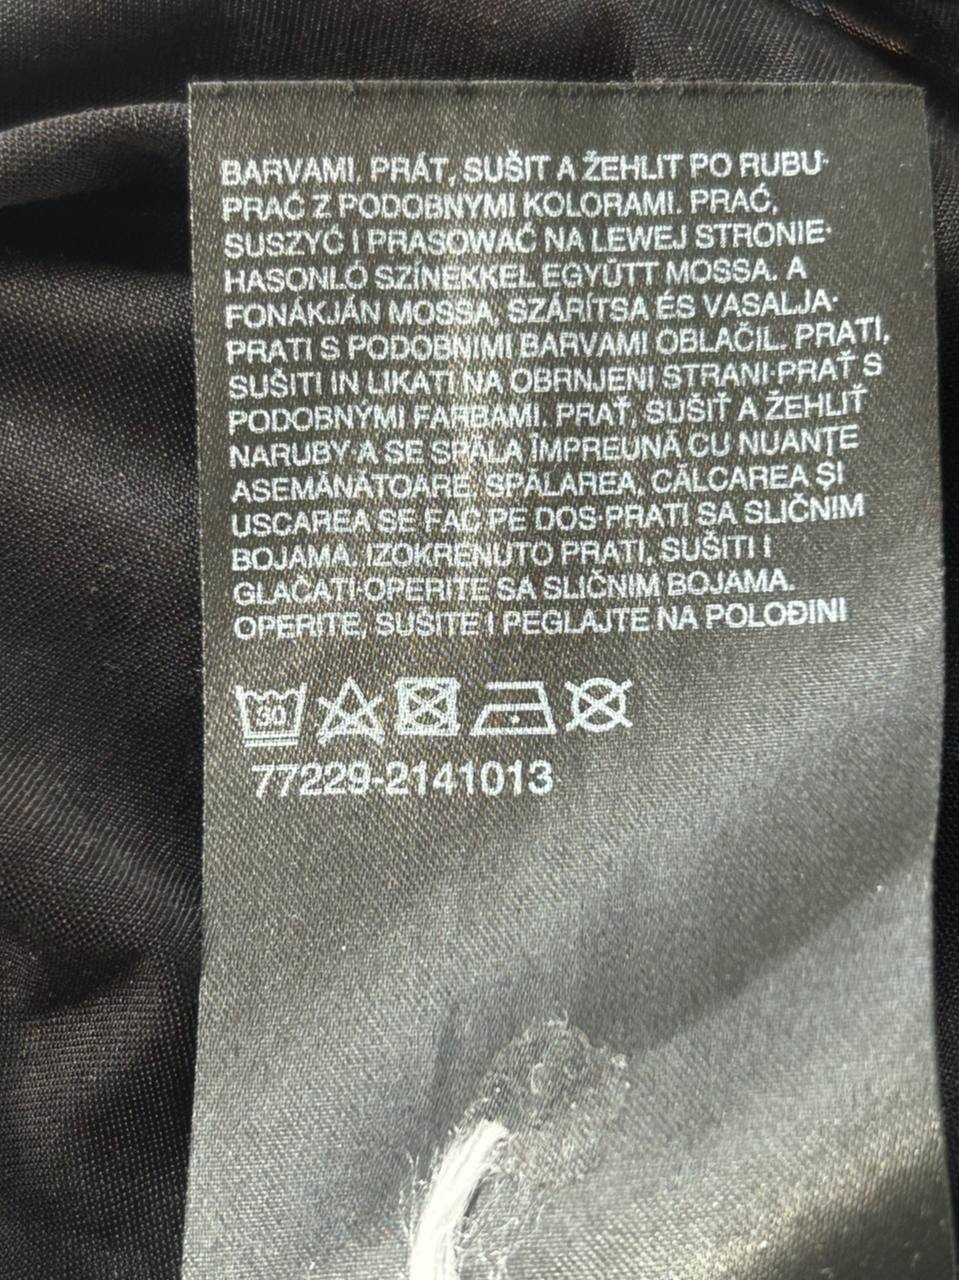 BARVAMI. PRÁT, SUŠIT A ŽEHLIT PO RUBU·
PRAĆ Z PODOBNYMI KOLORAMI. PRAĆ,
SUSZYĆ I PRASOWAĆ NA LEWEJ STRONIE·
HASONLÓ SZÍNEKKEL EGYÜTT MOSSA. A
FONÁKJÁN MOSSA, SZÁRÍTSA ÉS VASALJA·
PRATI S PODOBNIMI BARVAMI OBLAČIL. PRATI,
SUŠITI IN LIKATI NA OBRNJENI STRANI·PRAŤ S
PODOBNÝMI FARBAMI. PRAŤ, SUŠIŤ A ŽEHLIŤ
NARUBY·A SE SPĂLA ÎMPREUNĂ CU NUANȚE
ASEMĂNĂTOARE. SPĂLAREA, CĂLCAREA ȘI
USCAREA SE FAC PE DOS·PRATI SA SLIČNIM
BOJAMA. IZOKRENUTO PRATI, SUŠITI I
GLAČATI·OPERITE SA SLIČNIM BOJAMA.
OPERITE, SUŠITE I PEGLAJTE NA POLOĐINI
30
77229-2141013